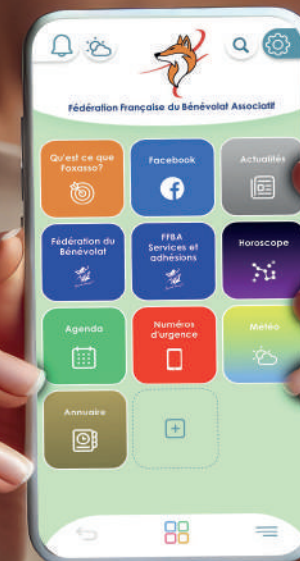 Fédération Française du Bénévolat Associatif
Qu'est ce que
Foxasso?
Facebook
Actualités
Fédération du
Bénévolat
FFBA
Services et
adhésions
Horoscope
Agenda
Numéros
d'urgence
Météo
Annuaire